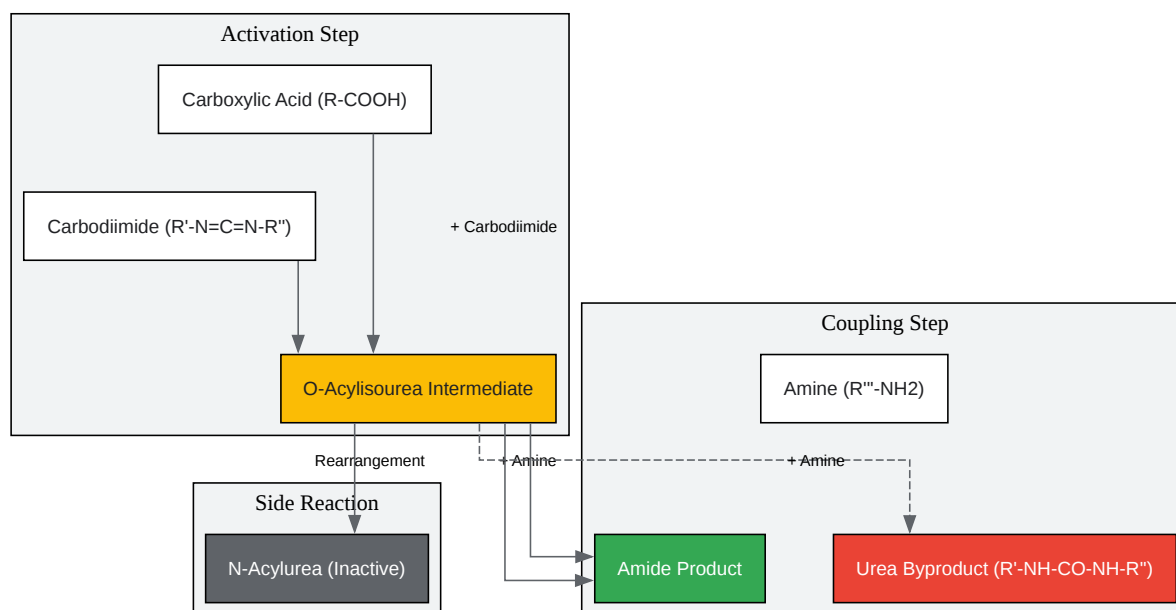 Activation Step
Carboxylic Acid (R-COOH)
Carbodiimide (R'-N=C=N-R")
+ Carbodiimide
O-Acylisourea Intermediate
Coupling Step
Amine (R'"-NH2)
Rearrangement
+ Amine
+ Amine
Side Reaction
N-Acylurea (Inactive)
Amide Product
Urea Byproduct (R'-NH-CO-NH-R")